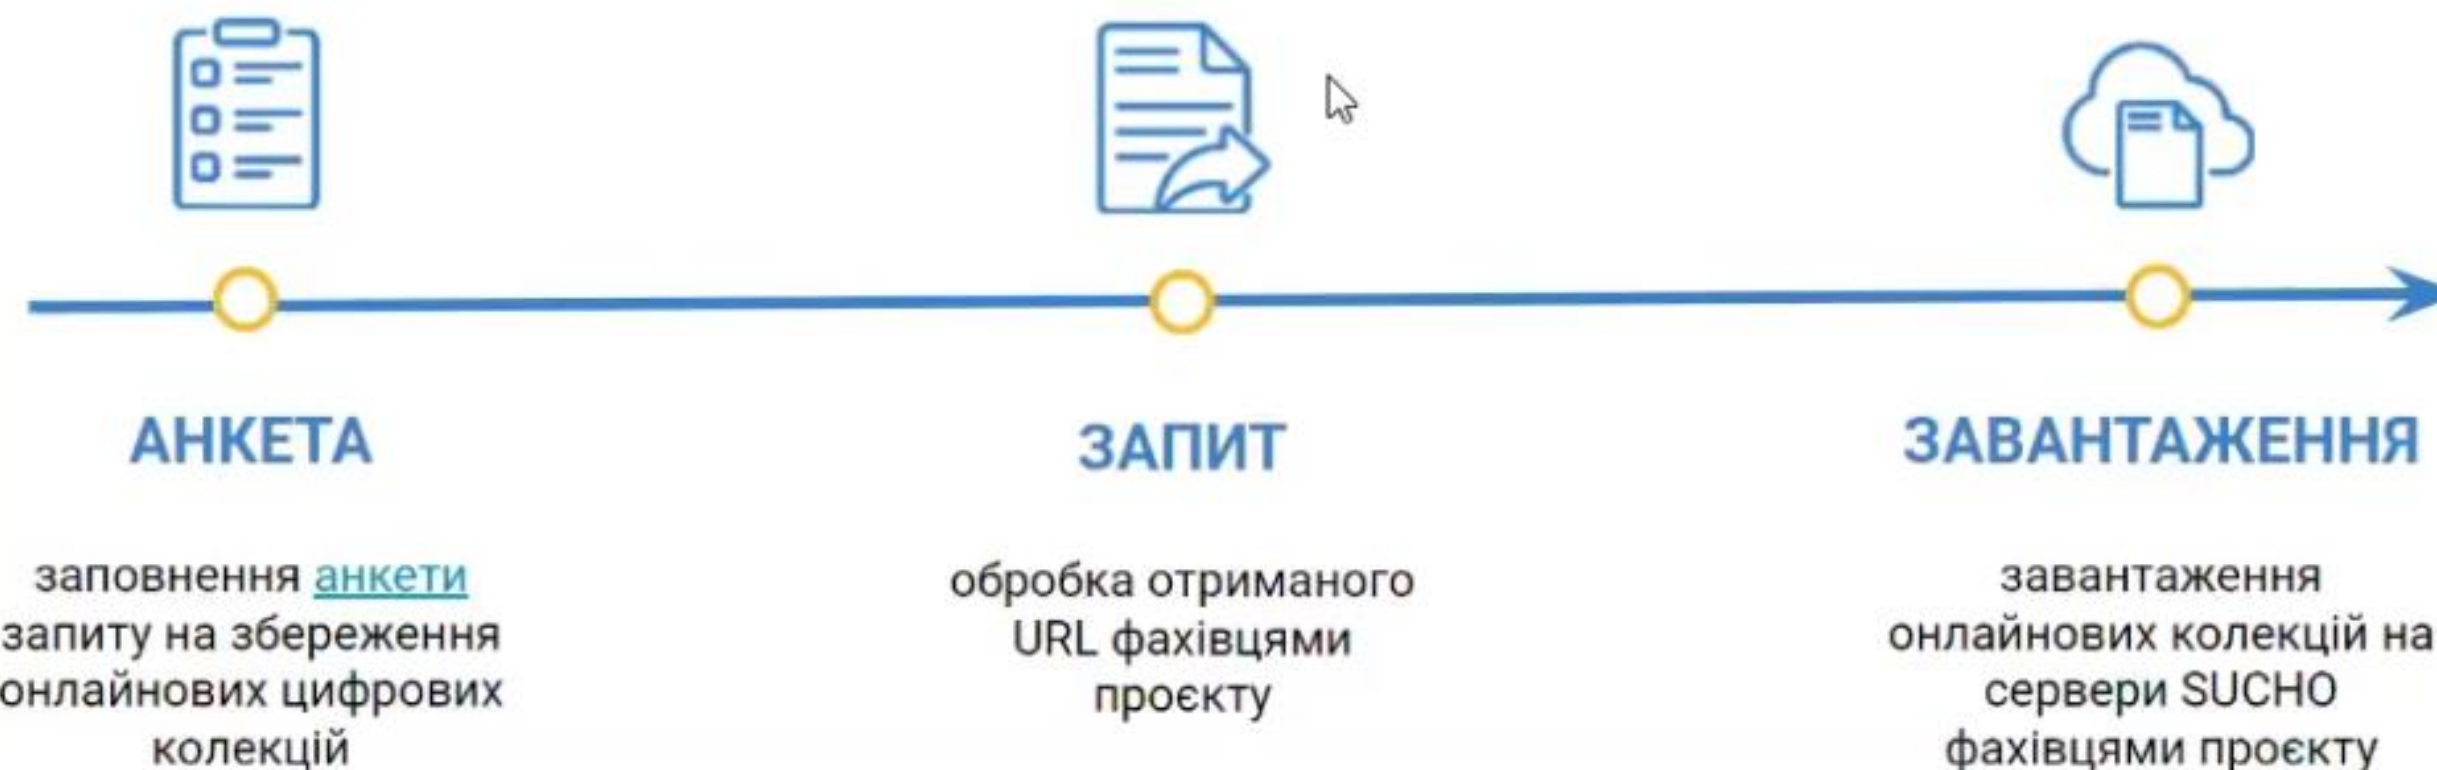 АНКЕТА
заповнення анкети
запиту на збереження
онлайнових цифрових
колекцій
ЗАПИТ
обробка отриманого
URL фахівцями
проєкту
ЗАВАНТАЖЕННЯ
завантаження
онлайнових колекцій на
сервери SUCHO
фахівцями проєкту